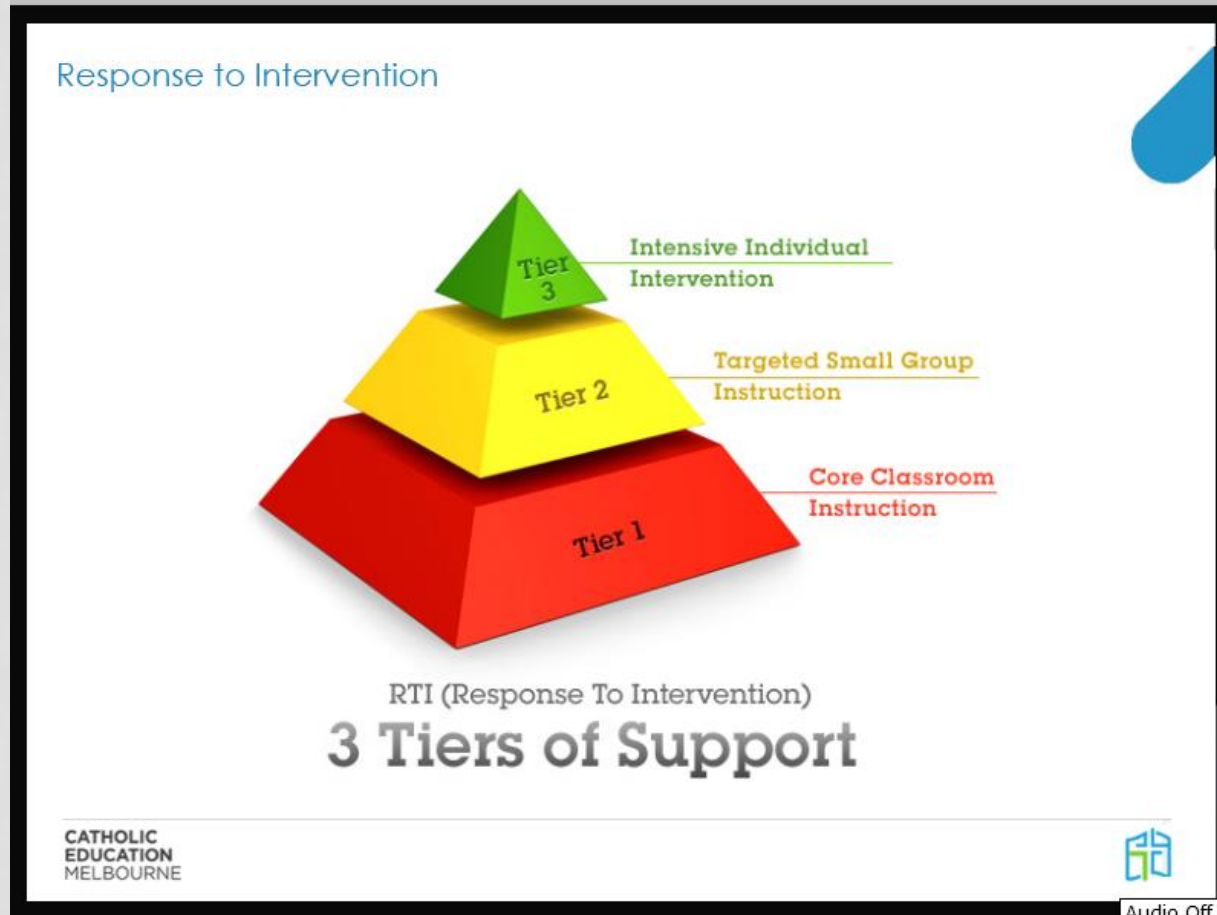 Response to Intervention
Tier
3
Intensive Individual
Intervention
Tier 2
Targeted Small Group
Instruction
Tier 1
Core Classroom
Instruction
RTI (Response To Intervention)
3 Tiers of Support
CATHOLIC
EDUCATION
MELBOURNE
Audio Off